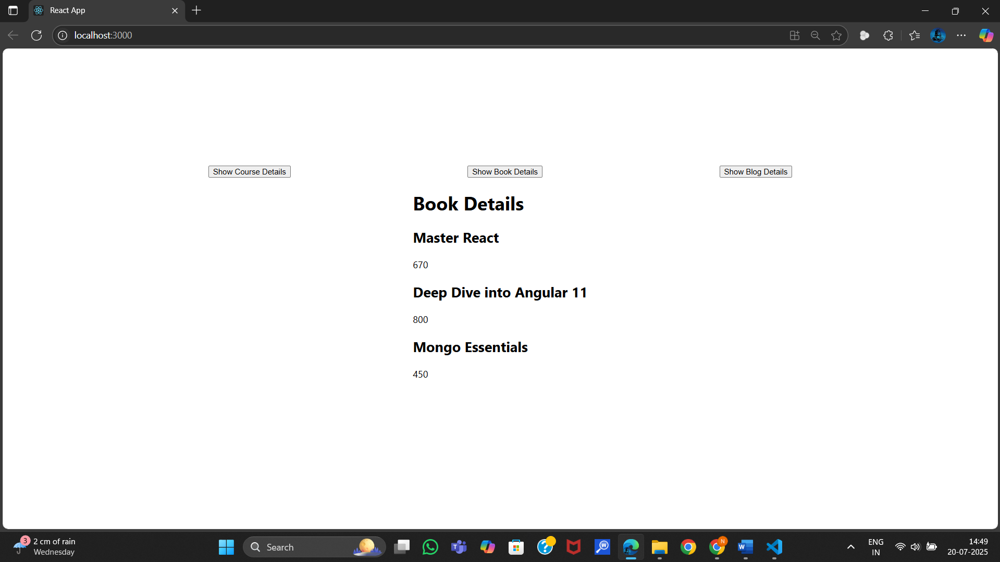 React App
localhost:3000
Show Course Details
Show Book Details
Show Blog Details
Book Details
Master React
670
Deep Dive into Angular 11
800
Mongo Essentials
450
3
2 cm of rain
Wednesday
Search
T
W
N
W
ENG
IN
14:49
20-07-2025